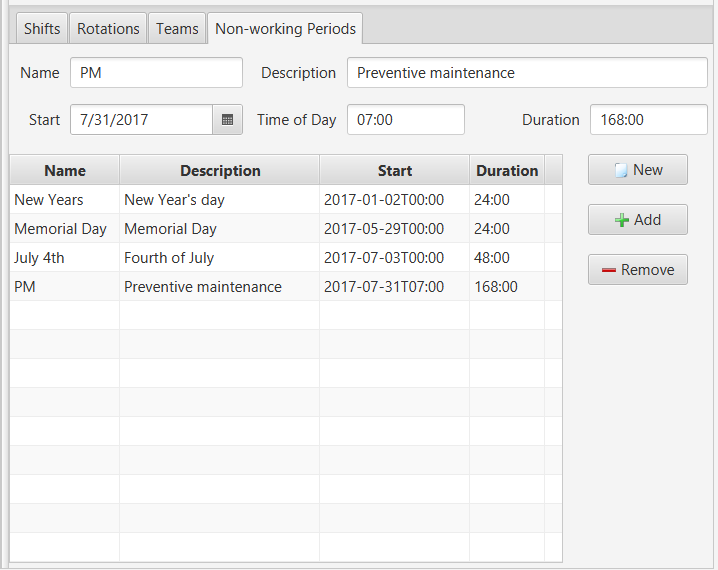 Shifts Rotations Teams Non-working Periods
Name PM Description Preventive maintenance
Start 7/31/2017 Time of Day 07:00 Duration 168:00
Name Description Start Duration
New Years New Year's day 2017-01-02T00:00 24:00
Memorial Day Memorial Day 2017-05-29T00:00 24:00
July 4th Fourth of July 2017-07-03T00:00 48:00
PM Preventive maintenance 2017-07-31T07:00 168:00
New
Add
Remove